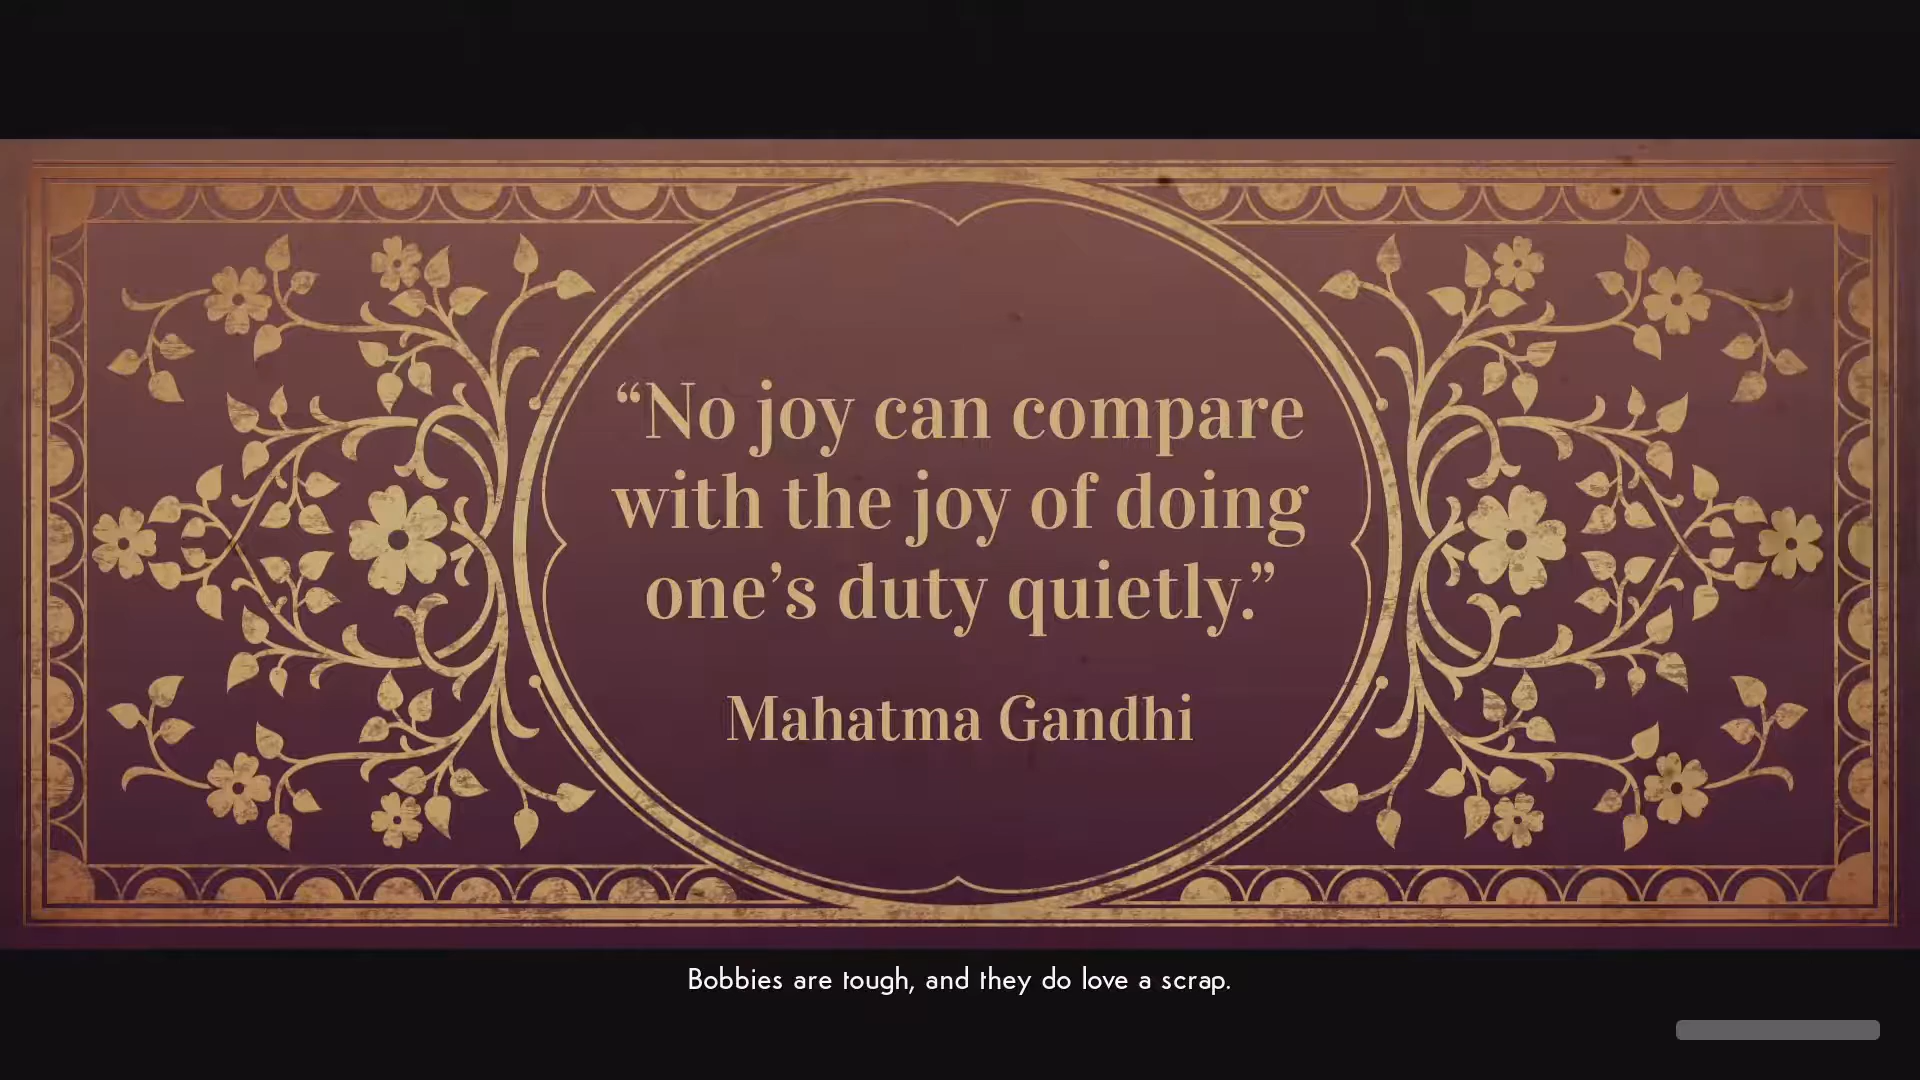 “No joy can compare
with the joy of doing
one’s duty quietly.”
Mahatma Gandhi
Bobbies are tough, and they do love a scrap.